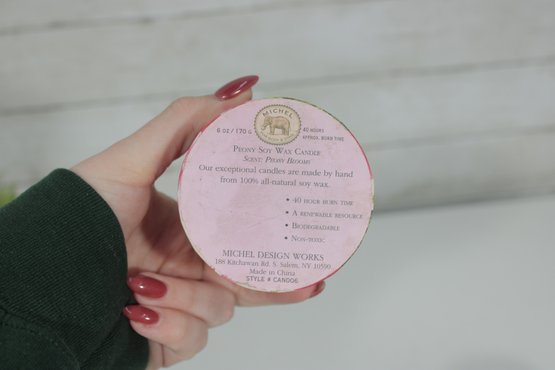 MICHEL
6 OZ / 170 G
40 HOURS
APPROX. BURN TIME
PEONY SOY WAX CANDLE
SCENT: PEONY BLOOMS
Our exceptional candles are made by hand
from 100% all-natural soy wax.
• 40 HOUR BURN TIME
• A RENEWABLE RESOURCE
• BIODEGRADABLE
• NON-TOXIC
MICHEL DESIGN WORKS
188 Kitchawan Rd. S. Salem, NY 10590
Made in China
STYLE # CAND06